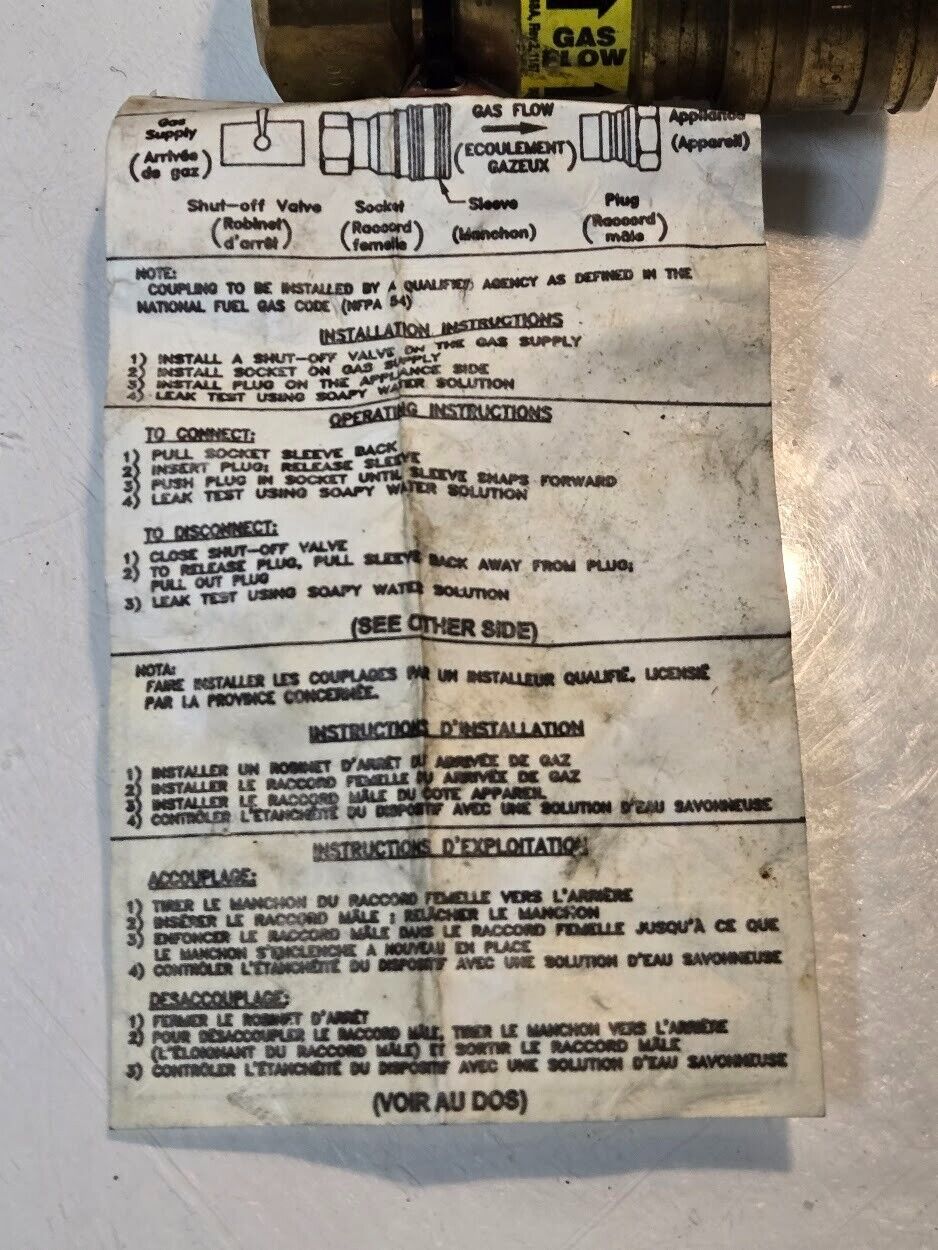 GAS
FLOW
Gas
Supply
(Arrivée
de gaz)
GAS FLOW
(ECOULEMENT
GAZEUX)
Appliance
(Appareil)
Shut-off Valve
(Robinet
d'arrêt)
Socket
(Raccord
femelle)
Sleeve
(Manchon)
Plug
(Raccord
mâle)
NOTE:
COUPLING TO BE INSTALLED BY A QUALIFIED AGENCY AS DEFINED IN THE
NATIONAL FUEL GAS CODE (NFPA 54)
INSTALLATION INSTRUCTIONS
1) INSTALL A SHUT-OFF VALVE ON THE GAS SUPPLY
2) INSTALL SOCKET ON GAS SUPPLY
3) INSTALL PLUG ON THE APPLIANCE SIDE
4) LEAK TEST USING SOAPY WATER SOLUTION
OPERATING INSTRUCTIONS
TO CONNECT:
1) PULL SOCKET SLEEVE BACK
2) INSERT PLUG; RELEASE SLEEVE
3) PUSH PLUG IN SOCKET UNTIL SLEEVE SNAPS FORWARD
4) LEAK TEST USING SOAPY WATER SOLUTION
TO DISCONNECT:
1) CLOSE SHUT-OFF VALVE
2) TO RELEASE PLUG, PULL SLEEVE BACK AWAY FROM PLUG;
PULL OUT PLUG
3) LEAK TEST USING SOAPY WATER SOLUTION
(SEE OTHER SIDE)
NOTA:
FAIRE INSTALLER LES COUPLAGES PAR UN INSTALLEUR QUALIFIÉ, LICENSIÉ
PAR LA PROVINCE CONCERNÉE.
INSTRUCTIONS D'INSTALLATION
1) INSTALLER UN ROBINET D'ARRÊT DU ARRIVÉE DE GAZ
2) INSTALLER LE RACCORD FEMELLE DU ARRIVÉE DE GAZ
3) INSTALLER LE RACCORD MÂLE DU COTE APPAREIL
4) CONTRÔLER L'ETANCHEITÉ DU DISPOSTIF AVEC UNE SOLUTION D'EAU SAVONNEUSE
INSTRUCTIONS D'EXPLOITATION
ACCOUPLAGE:
1) TIRER LE MANCHON DU RACCORD FEMELLE VERS L'ARRIÈRE
2) INSÉRER LE RACCORD MÂLE ; RELÂCHER LE MANCHON
3) ENFONCER LE RACCORD MÂLE DANS LE RACCORD FEMELLE JUSQU'À CE QUE
LE MANCHON S'ENCLENCHE A NOUVEAU EN PLACE
4) CONTRÔLER L'ETANCHEITÉ DU DISPOSTIF AVEC UNE SOLUTION D'EAU SAVONNEUSE
DESACCOUPLAGE:
1) FERMER LE ROBINET D'ARRÊT
2) POUR DÉSACCOUPLER LE RACCORD MÂLE, TIRER LE MANCHON VERS L'ARRIÈRE
(L'ÉLOIGNANT DU RACCORD MÂLE) ET SORTIR LE RACCORD MÂLE
3) CONTRÔLER L'ETANCHEITÉ DU DISPOSTIF AVEC UNE SOLUTION D'EAU SAVONNEUSE
(VOIR AU DOS)